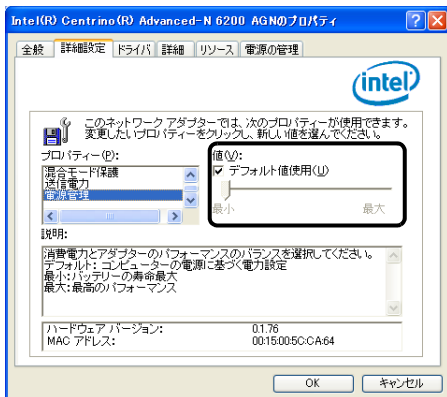 Intel(R) Centrino(R) Advanced-N 6200 AGNのプロパティ
全般 詳細設定 ドライバ 詳細 リソース 電源の管理
intel
このネットワーク アダプターでは、次のプロパティーが使用できます。
変更したいプロパティーをクリックし、新しい値を選んでください。
プロパティー(P):
値(V):
混合モード保護
デフォルト値使用(U)
送信電力
電源管理
最小 最大
説明:
消費電力とアダプターのパフォーマンスのバランスを選択してください。
デフォルト: コンピューターの電源に基づく電力設定
最小:バッテリーの寿命最大
最大:最高のパフォーマンス
ハードウェア バージョン: 0.1.76
MAC アドレス: 00:15:00:5C:CA:64
OK キャンセル